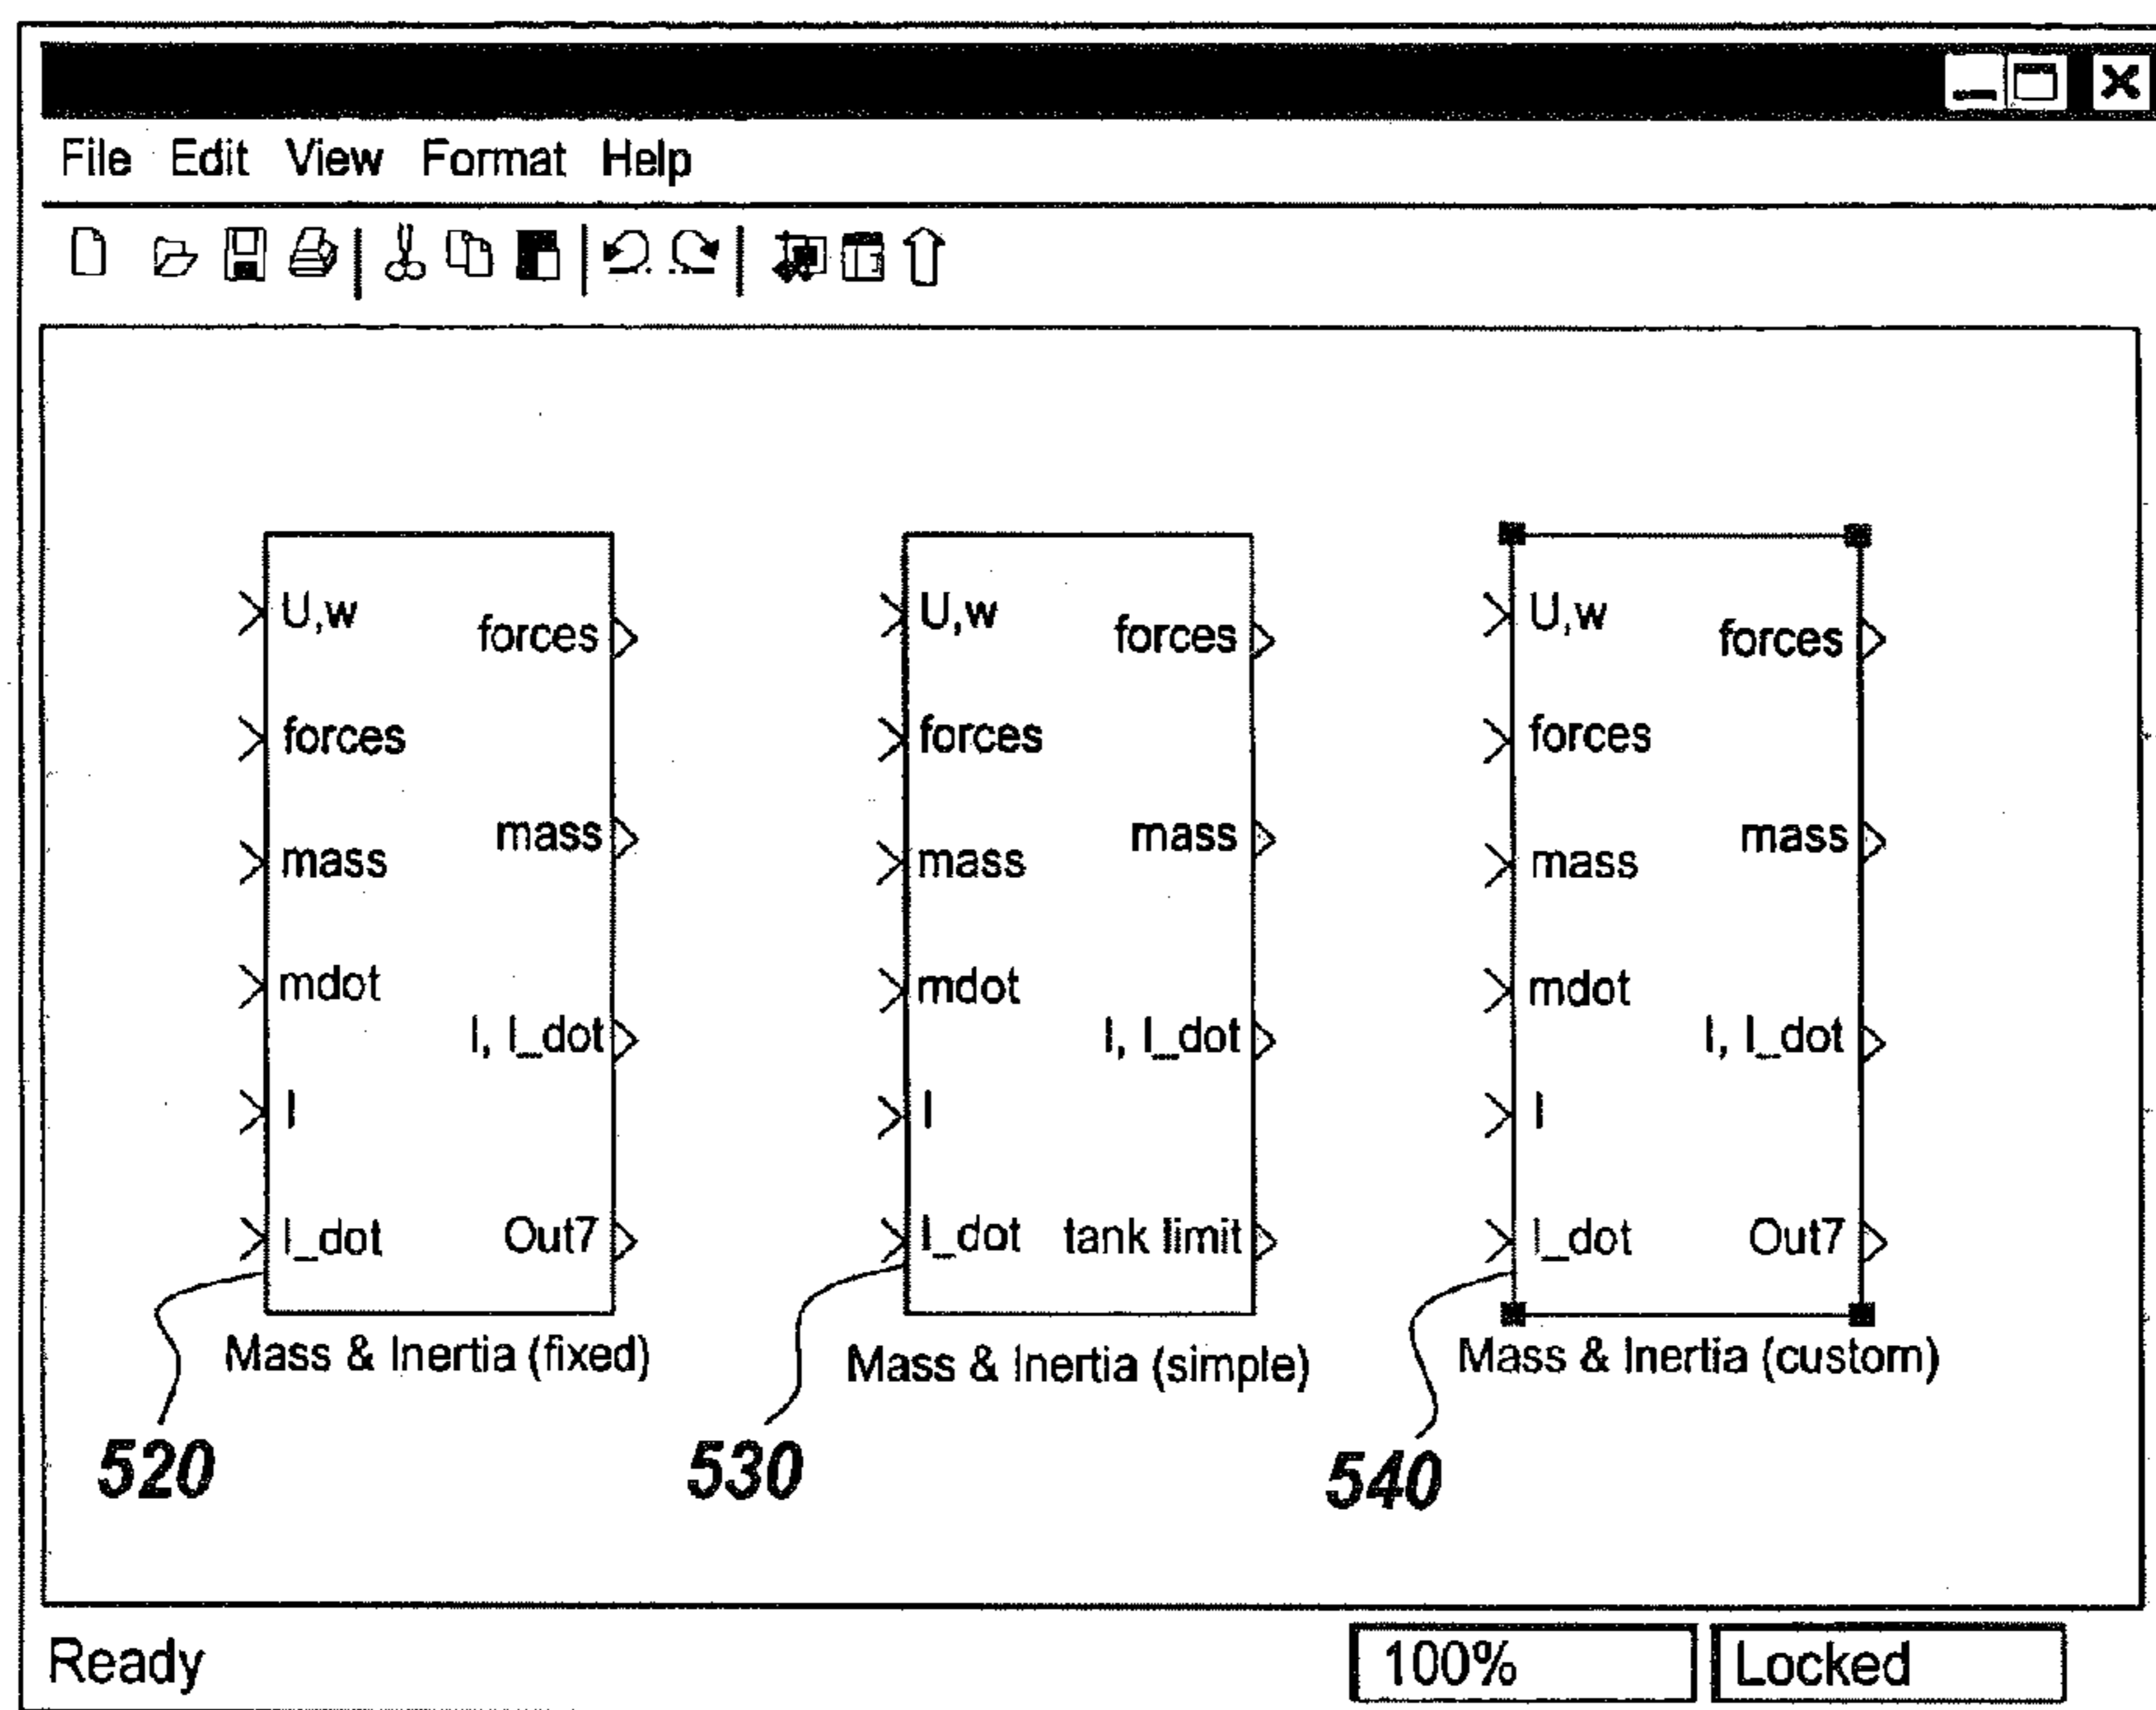 File Edit View Format Help
U,w
forces
mass
mdot
I
I_dot
forces
mass
I, I_dot
Out7
Mass & Inertia (fixed)
520
U,w
forces
mass
mdot
I
I_dot
forces
mass
I, I_dot
tank limit
Mass & Inertia (simple)
530
U,w
forces
mass
mdot
I
I_dot
forces
mass
I, I_dot
Out7
Mass & Inertia (custom)
540
Ready
100%
Locked